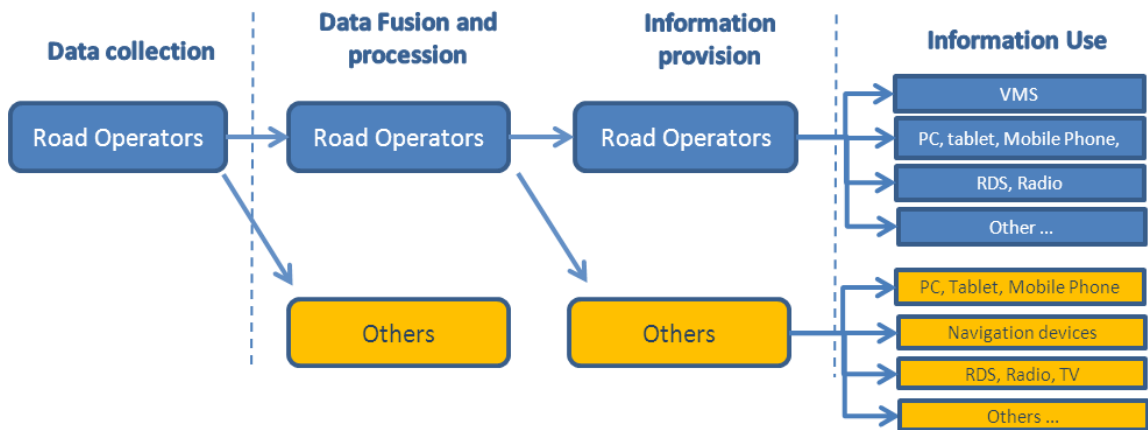 Data collection
Data Fusion and
procession
Information
provision
Information Use
Road Operators
Road Operators
Road Operators
VMS
PC, tablet, Mobile Phone,
RDS, Radio
Other ...
Others
Others
PC, Tablet, Mobile Phone
Navigation devices
RDS, Radio, TV
Others ...